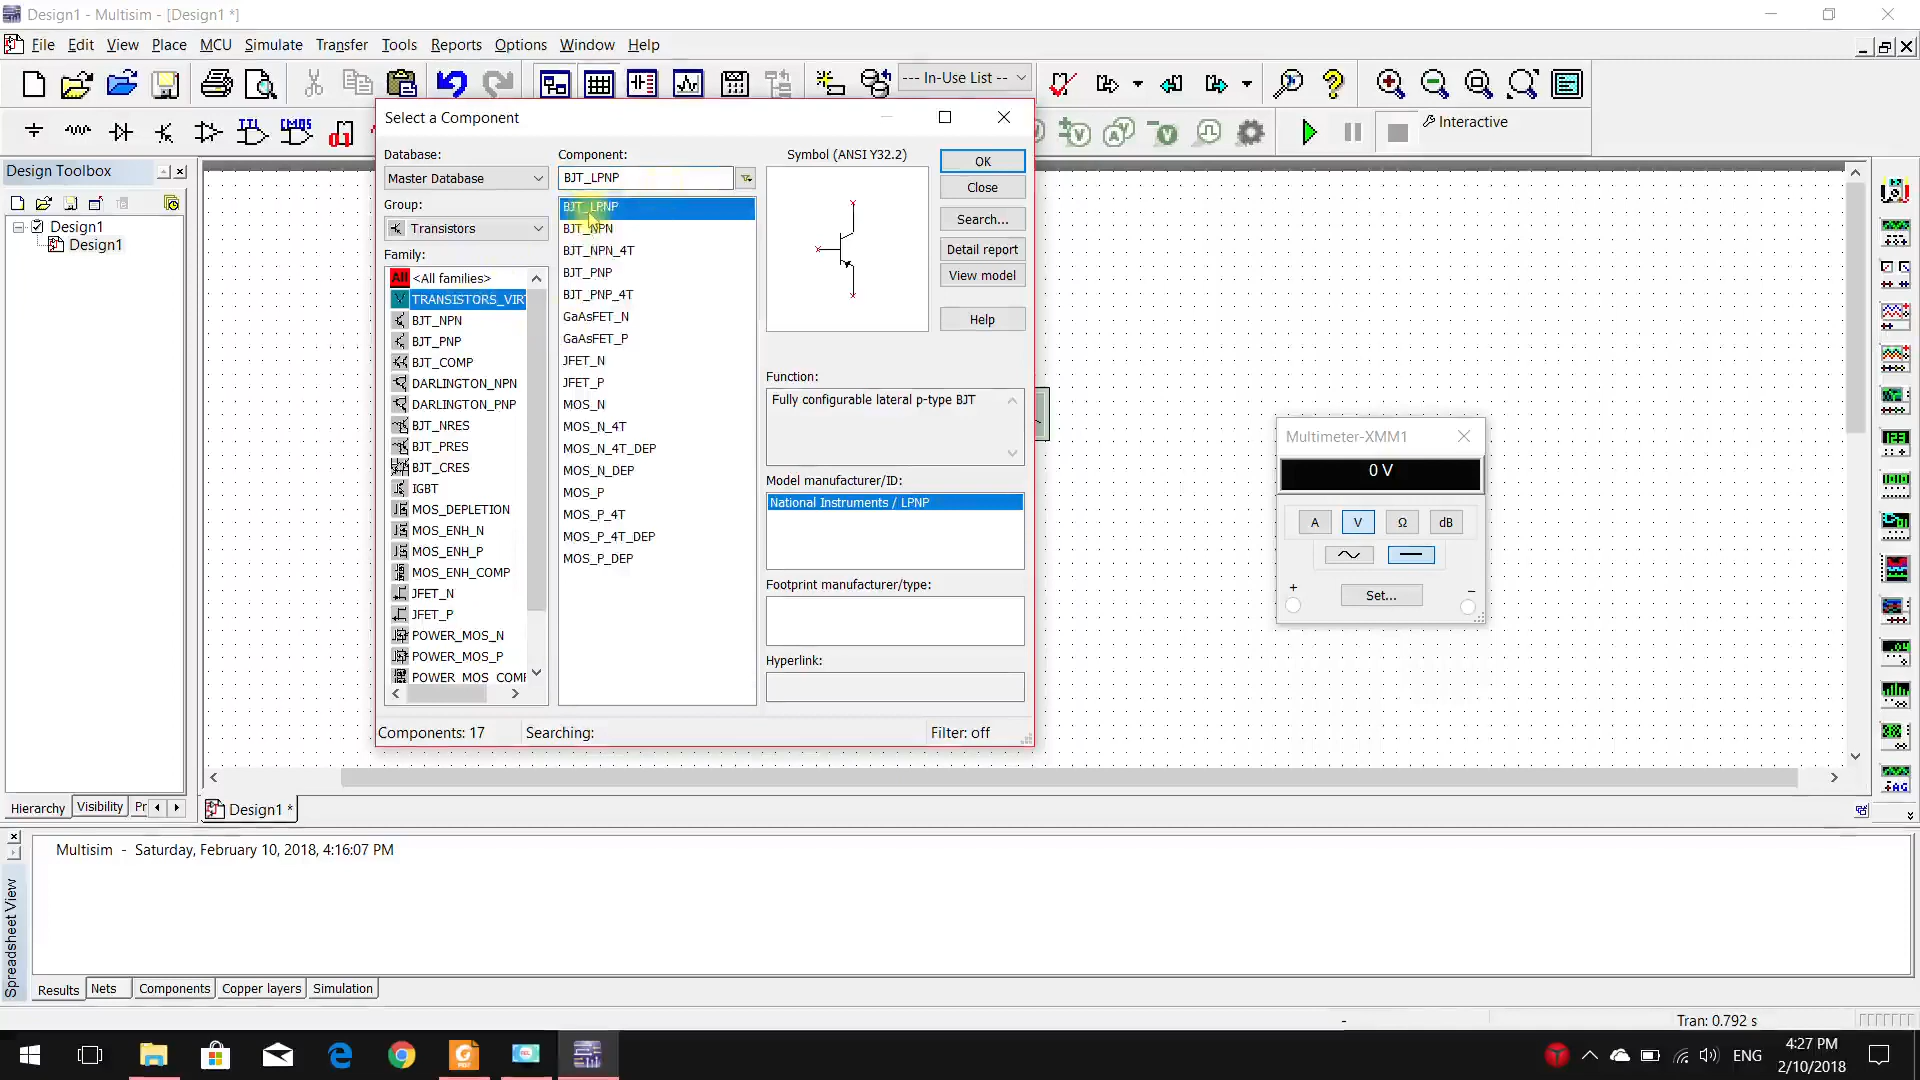 Design1 - Multisim - [Design1 *]
File Edit View Place MCU Simulate Transfer Tools Reports Options Window Help
--- In-Use List --
TTL CMOS
Interactive
Design Toolbox
Design1
Design1
Hierarchy Visibility Pr
Select a Component
Database:
Master Database
Group:
Transistors
Family:
All <All families>
TRANSISTORS_VIRT
BJT_NPN
BJT_PNP
BJT_COMP
DARLINGTON_NPN
DARLINGTON_PNP
BJT_NRES
BJT_PRES
BJT_CRES
IGBT
MOS_DEPLETION
MOS_ENH_N
MOS_ENH_P
MOS_ENH_COMP
JFET_N
JFET_P
POWER_MOS_N
POWER_MOS_P
POWER_MOS_COMP
Component:
BJT_LPNP
BJT_LPNP
BJT_NPN
BJT_NPN_4T
BJT_PNP
BJT_PNP_4T
GaAsFET_N
GaAsFET_P
JFET_N
JFET_P
MOS_N
MOS_N_4T
MOS_N_4T_DEP
MOS_N_DEP
MOS_P
MOS_P_4T
MOS_P_4T_DEP
MOS_P_DEP
Symbol (ANSI Y32.2)
OK
Close
Search...
Detail report
View model
Help
Function:
Fully configurable lateral p-type BJT
Model manufacturer/ID:
National Instruments / LPNP
Footprint manufacturer/type:
Hyperlink:
Components: 17 Searching: Filter: off
Multimeter-XMM1
0 V
A V Ω dB
+ Set... −
Design1 *
Multisim - Saturday, February 10, 2018, 4:16:07 PM
Spreadsheet View
Results Nets Components Copper layers Simulation
- Tran: 0.792 s
ENG
4:27 PM
2/10/2018